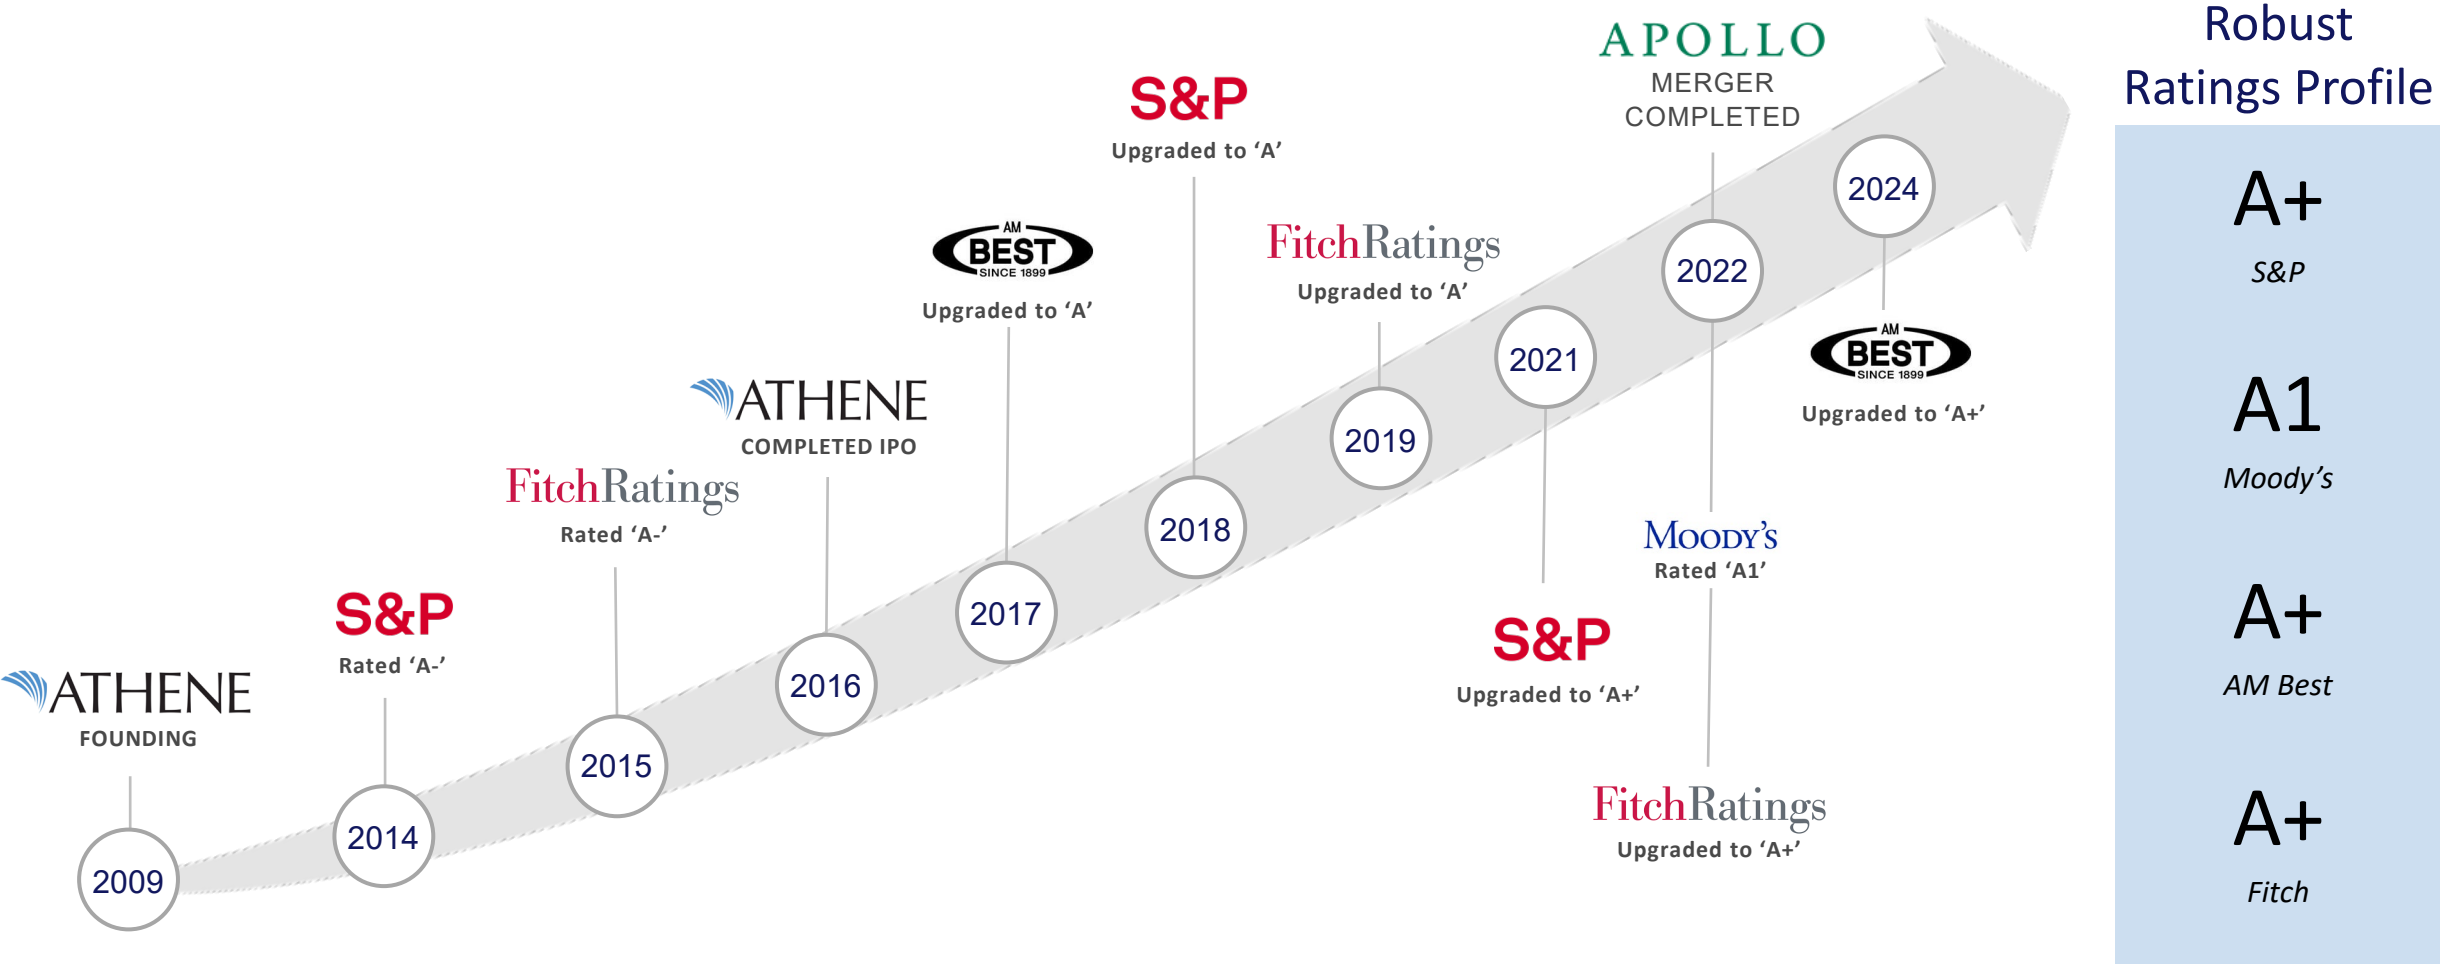 ATHENE
FOUNDING
2009
S&P
Rated ‘A-’
2014
FitchRatings
Rated ‘A-’
2015
ATHENE
COMPLETED IPO
2016
AM
BEST
SINCE 1899
Upgraded to ‘A’
2017
S&P
Upgraded to ‘A’
2018
FitchRatings
Upgraded to ‘A’
2019
2021
S&P
Upgraded to ‘A+’
APOLLO
MERGER
COMPLETED
2022
MOODY’S
Rated ‘A1’
FitchRatings
Upgraded to ‘A+’
2024
AM
BEST
SINCE 1899
Upgraded to ‘A+’
Robust
Ratings Profile
A+
S&P
A1
Moody’s
A+
AM Best
A+
Fitch